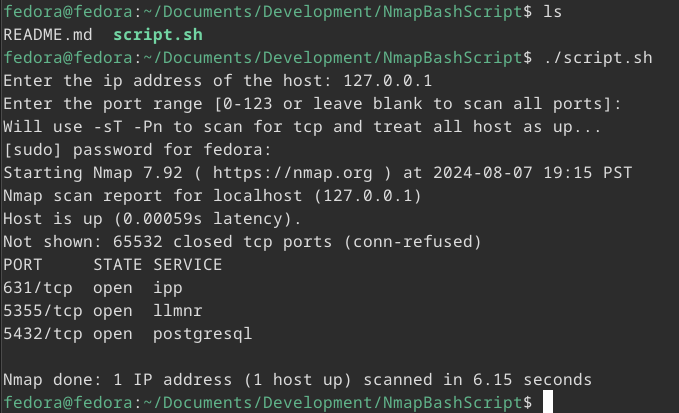 fedora@fedora:~/Documents/Development/NmapBashScript$ ls
README.md  script.sh
fedora@fedora:~/Documents/Development/NmapBashScript$ ./script.sh
Enter the ip address of the host: 127.0.0.1
Enter the port range [0-123 or leave blank to scan all ports]:
Will use -sT -Pn to scan for tcp and treat all host as up...
[sudo] password for fedora:
Starting Nmap 7.92 ( https://nmap.org ) at 2024-08-07 19:15 PST
Nmap scan report for localhost (127.0.0.1)
Host is up (0.00059s latency).
Not shown: 65532 closed tcp ports (conn-refused)
PORT     STATE SERVICE
631/tcp  open  ipp
5355/tcp open  llmnr
5432/tcp open  postgresql

Nmap done: 1 IP address (1 host up) scanned in 6.15 seconds
fedora@fedora:~/Documents/Development/NmapBashScript$